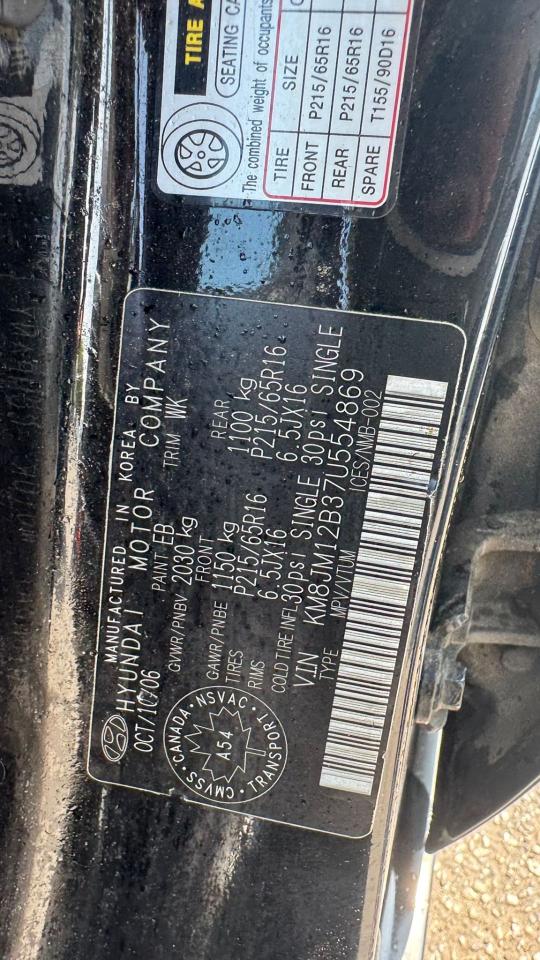 TIRE
SEATING
The combined weight of occupants
TIRE SIZE
FRONT P215/65R16
REAR P215/65R16
SPARE T155/90D16
MANUFACTURED IN KOREA BY
HYUNDAI MOTOR COMPANY
OCT/10/06 PAINT EB TRIM WK
GVWR/PNBV 2030 kg
FRONT REAR
GAWR/PNBE 1150 kg 1100 kg
TIRES P215/65R16 P215/65R16
RIMS 6.5JX16 6.5JX16
COLD TIRE INFL 30psi SINGLE 30psi SINGLE
VIN KM8JM12B37U554869
TYPE MPV/VTUM ICES/NMB-002
CANADA · NSVAC · TRANSPORT · CMVSS
A54